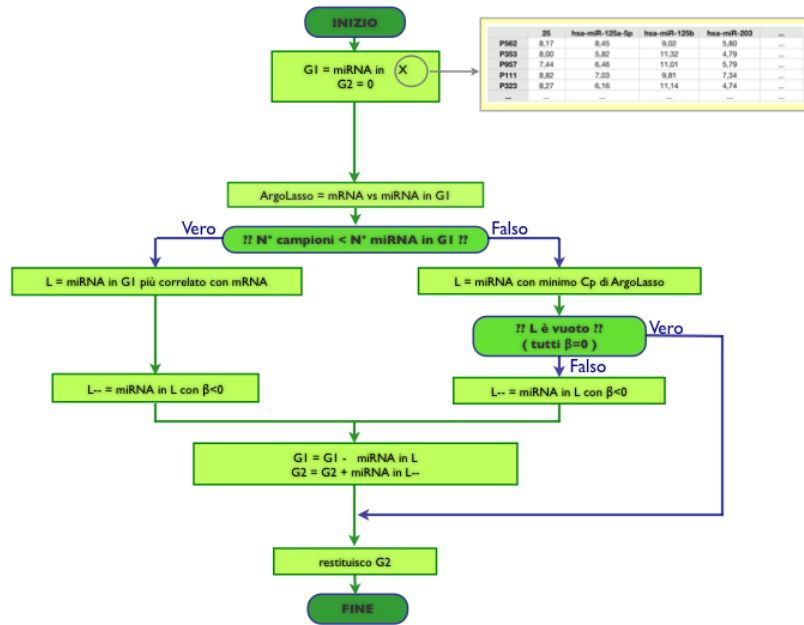 INIZIO
G1 = miRNA in X
G2 = 0
25 hsa-miR-125a-5p hsa-miR-125b hsa-miR-203 ...
P562 8,17 8,45 9,02 5,80 ...
P353 8,00 5,82 11,32 4,79 ...
P957 7,44 6,46 11,01 5,79 ...
P111 8,82 7,03 9,81 7,34 ...
P323 8,27 6,16 11,14 4,74 ...
... ... ... ... ... ...
ArgoLasso = mRNA vs miRNA in G1
Vero
?? N° campioni < N° miRNA in G1 ??
Falso
L = miRNA in G1 più correlato con mRNA
L = miRNA con minimo Cp di ArgoLasso
?? L è vuoto ??
( tutti β=0 )
Vero
Falso
L-- = miRNA in L con β<0
L-- = miRNA in L con β<0
G1 = G1 - miRNA in L
G2 = G2 + miRNA in L--
restituisco G2
FINE